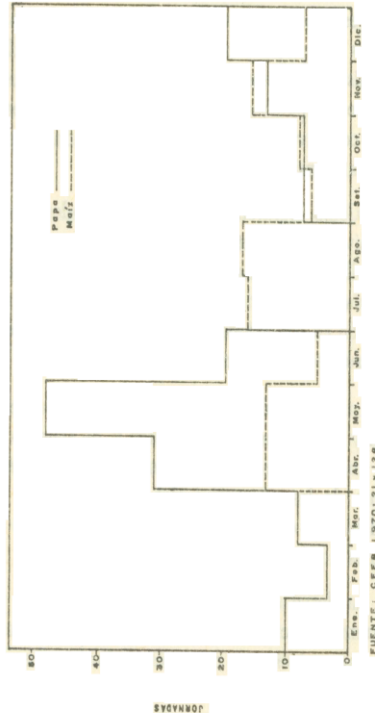 JORNADAS
50
40
30
20
10
0
Papa
Maíz
Ene.
Feb.
Mar.
Abr.
May.
Jun.
Jul.
Ago.
Set.
Oct.
Nov.
Dic.
FUENTE: